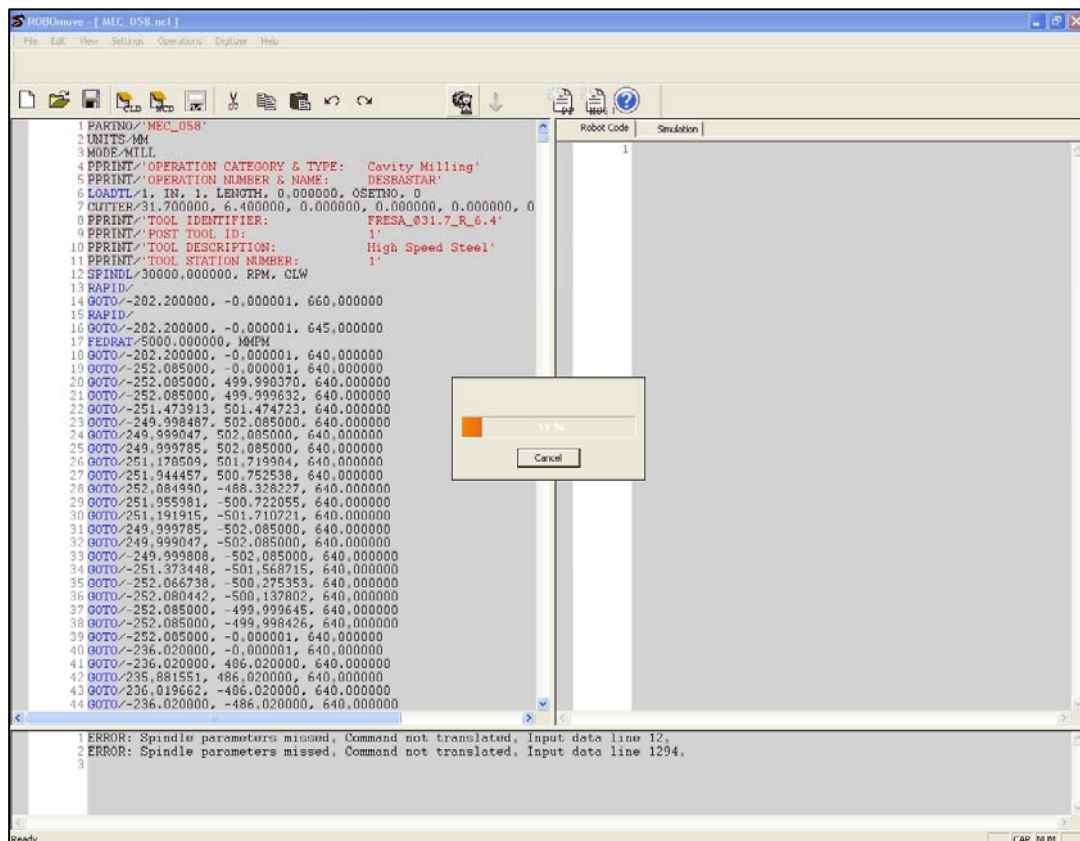 ROBOmove - [ MEC_058.ncl ]
File Edit View Settings Operations Digitizer Help
CLD MCD PP
Robot Code Simulation
1 PARTNO/'MEC_058'
2 UNITS/MM
3 MODE/MILL
4 PPRINT/'OPERATION CATEGORY & TYPE: Cavity Milling'
5 PPRINT/'OPERATION NUMBER & NAME: DESBASTAR'
6 LOADTL/1, IN, 1, LENGTH, 0,000000, OSETNO, 0
7 CUTTER/31.700000, 6.400000, 0.000000, 0.000000, 0.000000, 0
8 PPRINT/'TOOL IDENTIFIER: FRESA_Ø31.7_R_6.4'
9 PPRINT/'POST TOOL ID: 1'
10 PPRINT/'TOOL DESCRIPTION: High Speed Steel'
11 PPRINT/'TOOL STATION NUMBER: 1'
12 SPINDL/30000,000000, RPM, CLW
13 RAPID/
14 GOTO/-282.200000, -0,000001, 660,000000
15 RAPID/
16 GOTO/-282.200000, -0,000001, 645,000000
17 FEDRAT/5000.000000, MMPM
18 GOTO/-282.200000, -0,000001, 640,000000
19 GOTO/-252.085000, -0,000001, 640.000000
20 GOTO/-252.085000, 499.998370, 640.000000
21 GOTO/-252.085000, 499.999632, 640.000000
22 GOTO/-251.473913, 501.474723, 640.000000
23 GOTO/-249.998487, 502.085000, 640.000000
24 GOTO/249,999047, 502,085000, 640.000000
25 GOTO/249,999785, 502,085000, 640.000000
26 GOTO/251,178509, 501,719984, 640.000000
27 GOTO/251,944457, 500,752538, 640.000000
28 GOTO/252,084990, -488.328227, 640.000000
29 GOTO/251,955981, -500,722055, 640.000000
30 GOTO/251,191915, -501.710721, 640.000000
31 GOTO/249,999785, -502.085000, 640.000000
32 GOTO/249,999047, -502.085000, 640.000000
33 GOTO/-249.999808, -502,085000, 640,000000
34 GOTO/-251.373448, -501,568715, 640,000000
35 GOTO/-252.066738, -500,275353, 640,000000
36 GOTO/-252.080442, -500,137802, 640,000000
37 GOTO/-252.085000, -499,999645, 640,000000
38 GOTO/-252.085000, -499,998426, 640,000000
39 GOTO/-252.085000, -0,000001, 640,000000
40 GOTO/-236.020000, -0,000001, 640,000000
41 GOTO/-236.020000, 486.020000, 640.000000
42 GOTO/235,881551, 486,020000, 640.000000
43 GOTO/236,019662, -486.020000, 640.000000
44 GOTO/-236.020000, -486,020000, 640,000000
1
11 %
Cancel
1 ERROR: Spindle parameters missed, Command not translated, Input data line 12,
2 ERROR: Spindle parameters missed, Command not translated, Input data line 1294,
3
Ready CAP NUM